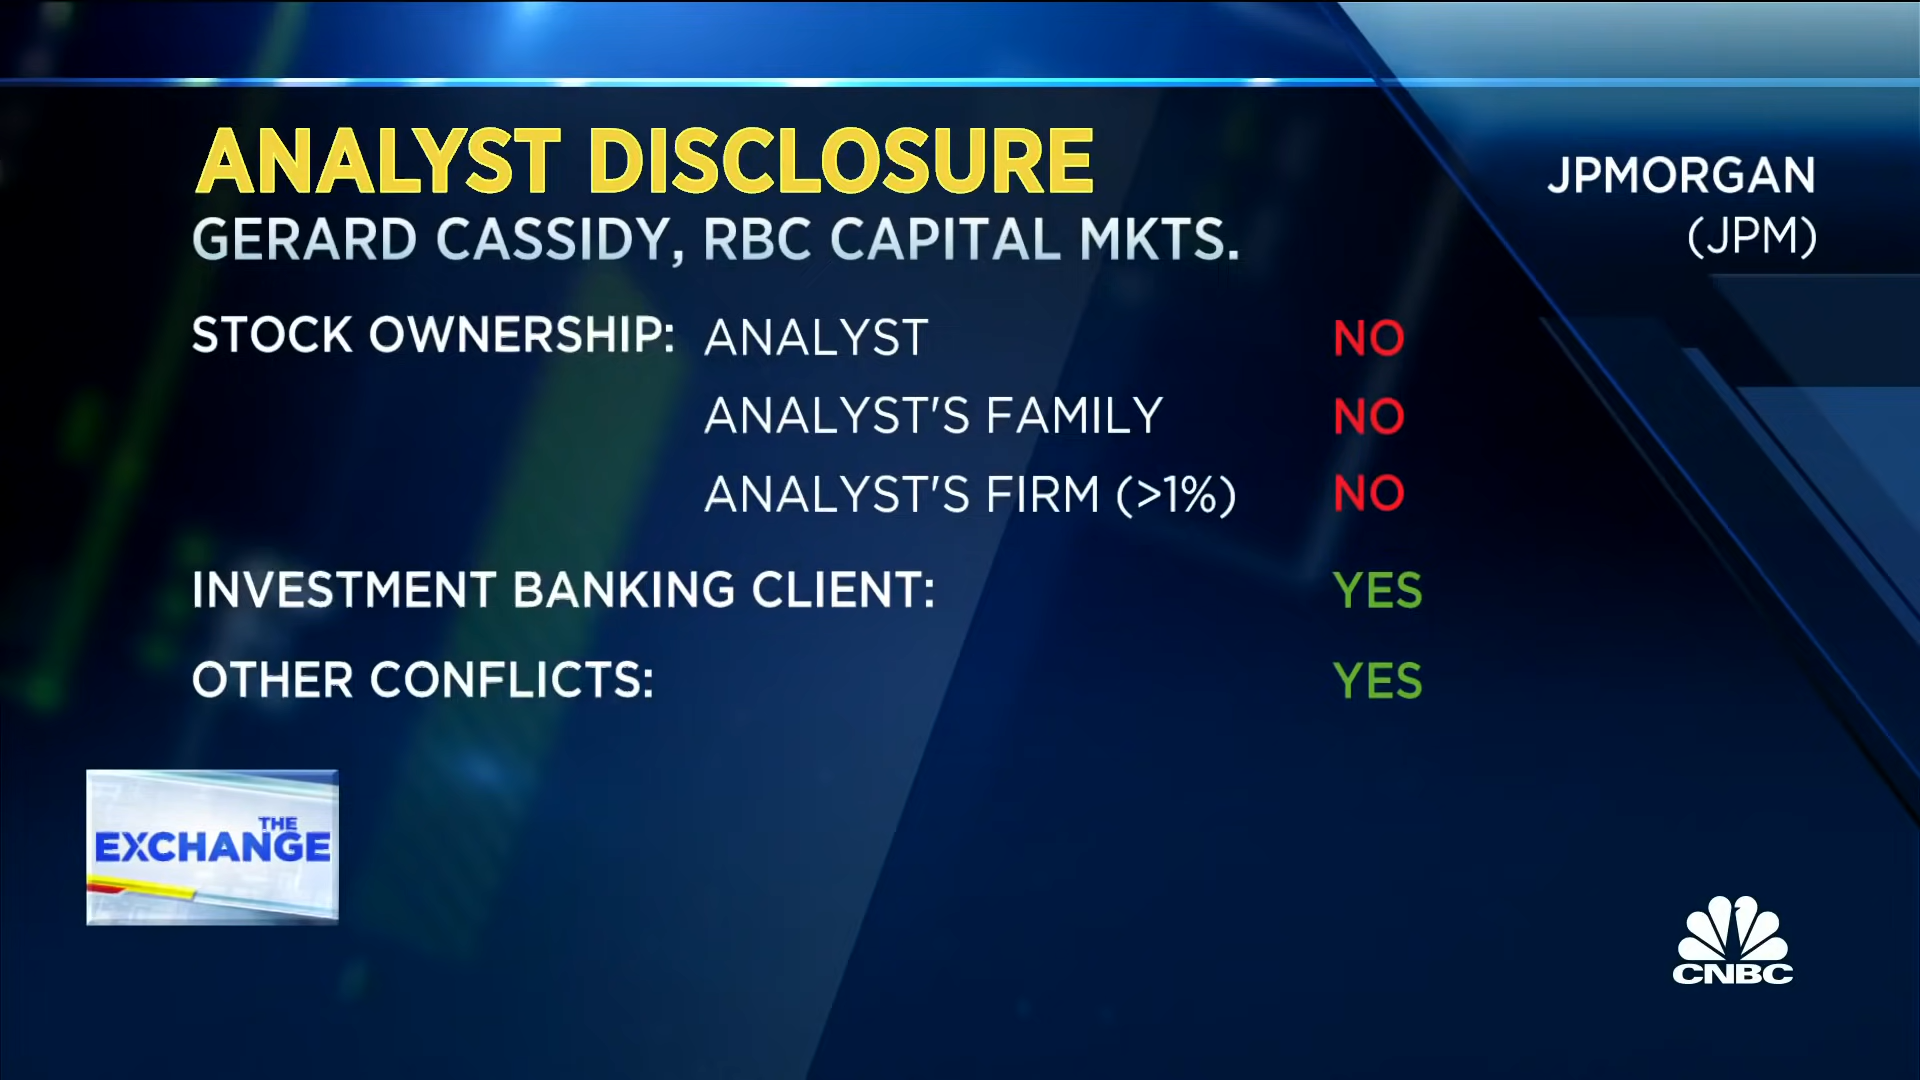 ANALYST DISCLOSURE
GERARD CASSIDY, RBC CAPITAL MKTS.
JPMORGAN
(JPM)
STOCK OWNERSHIP: ANALYST NO
ANALYST'S FAMILY NO
ANALYST'S FIRM (>1%) NO
INVESTMENT BANKING CLIENT: YES
OTHER CONFLICTS: YES
THE
EXCHANGE
CNBC